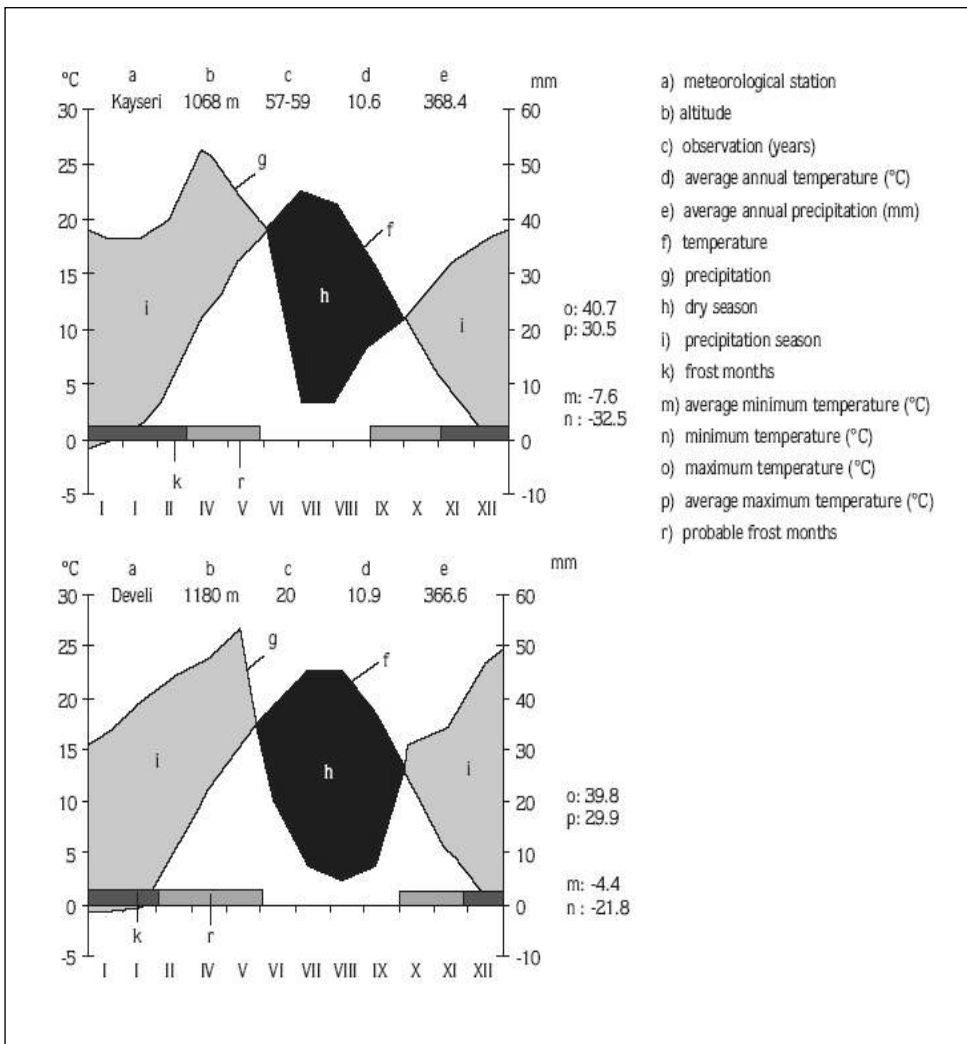 °C a b c d e mm
Kayseri 1068 m 57-59 10.6 368.4
30 60
25 50
20 40
15 30
10 20
5 10
0 0
-5 -10
g
f
i h i
o: 40.7
p: 30.5
m: -7.6
n : -32.5
k r
I I II IV V VI VII VIII IX X XI XII
a) meteorological station
b) altitude
c) observation (years)
d) average annual temperature (°C)
e) average annual precipitation (mm)
f) temperature
g) precipitation
h) dry season
i) precipitation season
k) frost months
m) average minimum temperature (°C)
n) minimum temperature (°C)
o) maximum temperature (°C)
p) average maximum temperature (°C)
r) probable frost months
°C a b c d e mm
Develi 1180 m 20 10.9 366.6
30 60
25 50
20 40
15 30
10 20
5 10
0 0
-5 -10
g f
i h i
o: 39.8
p: 29.9
m: -4.4
n : -21.8
k r
I I II IV V VI VII VIII IX X XI XII